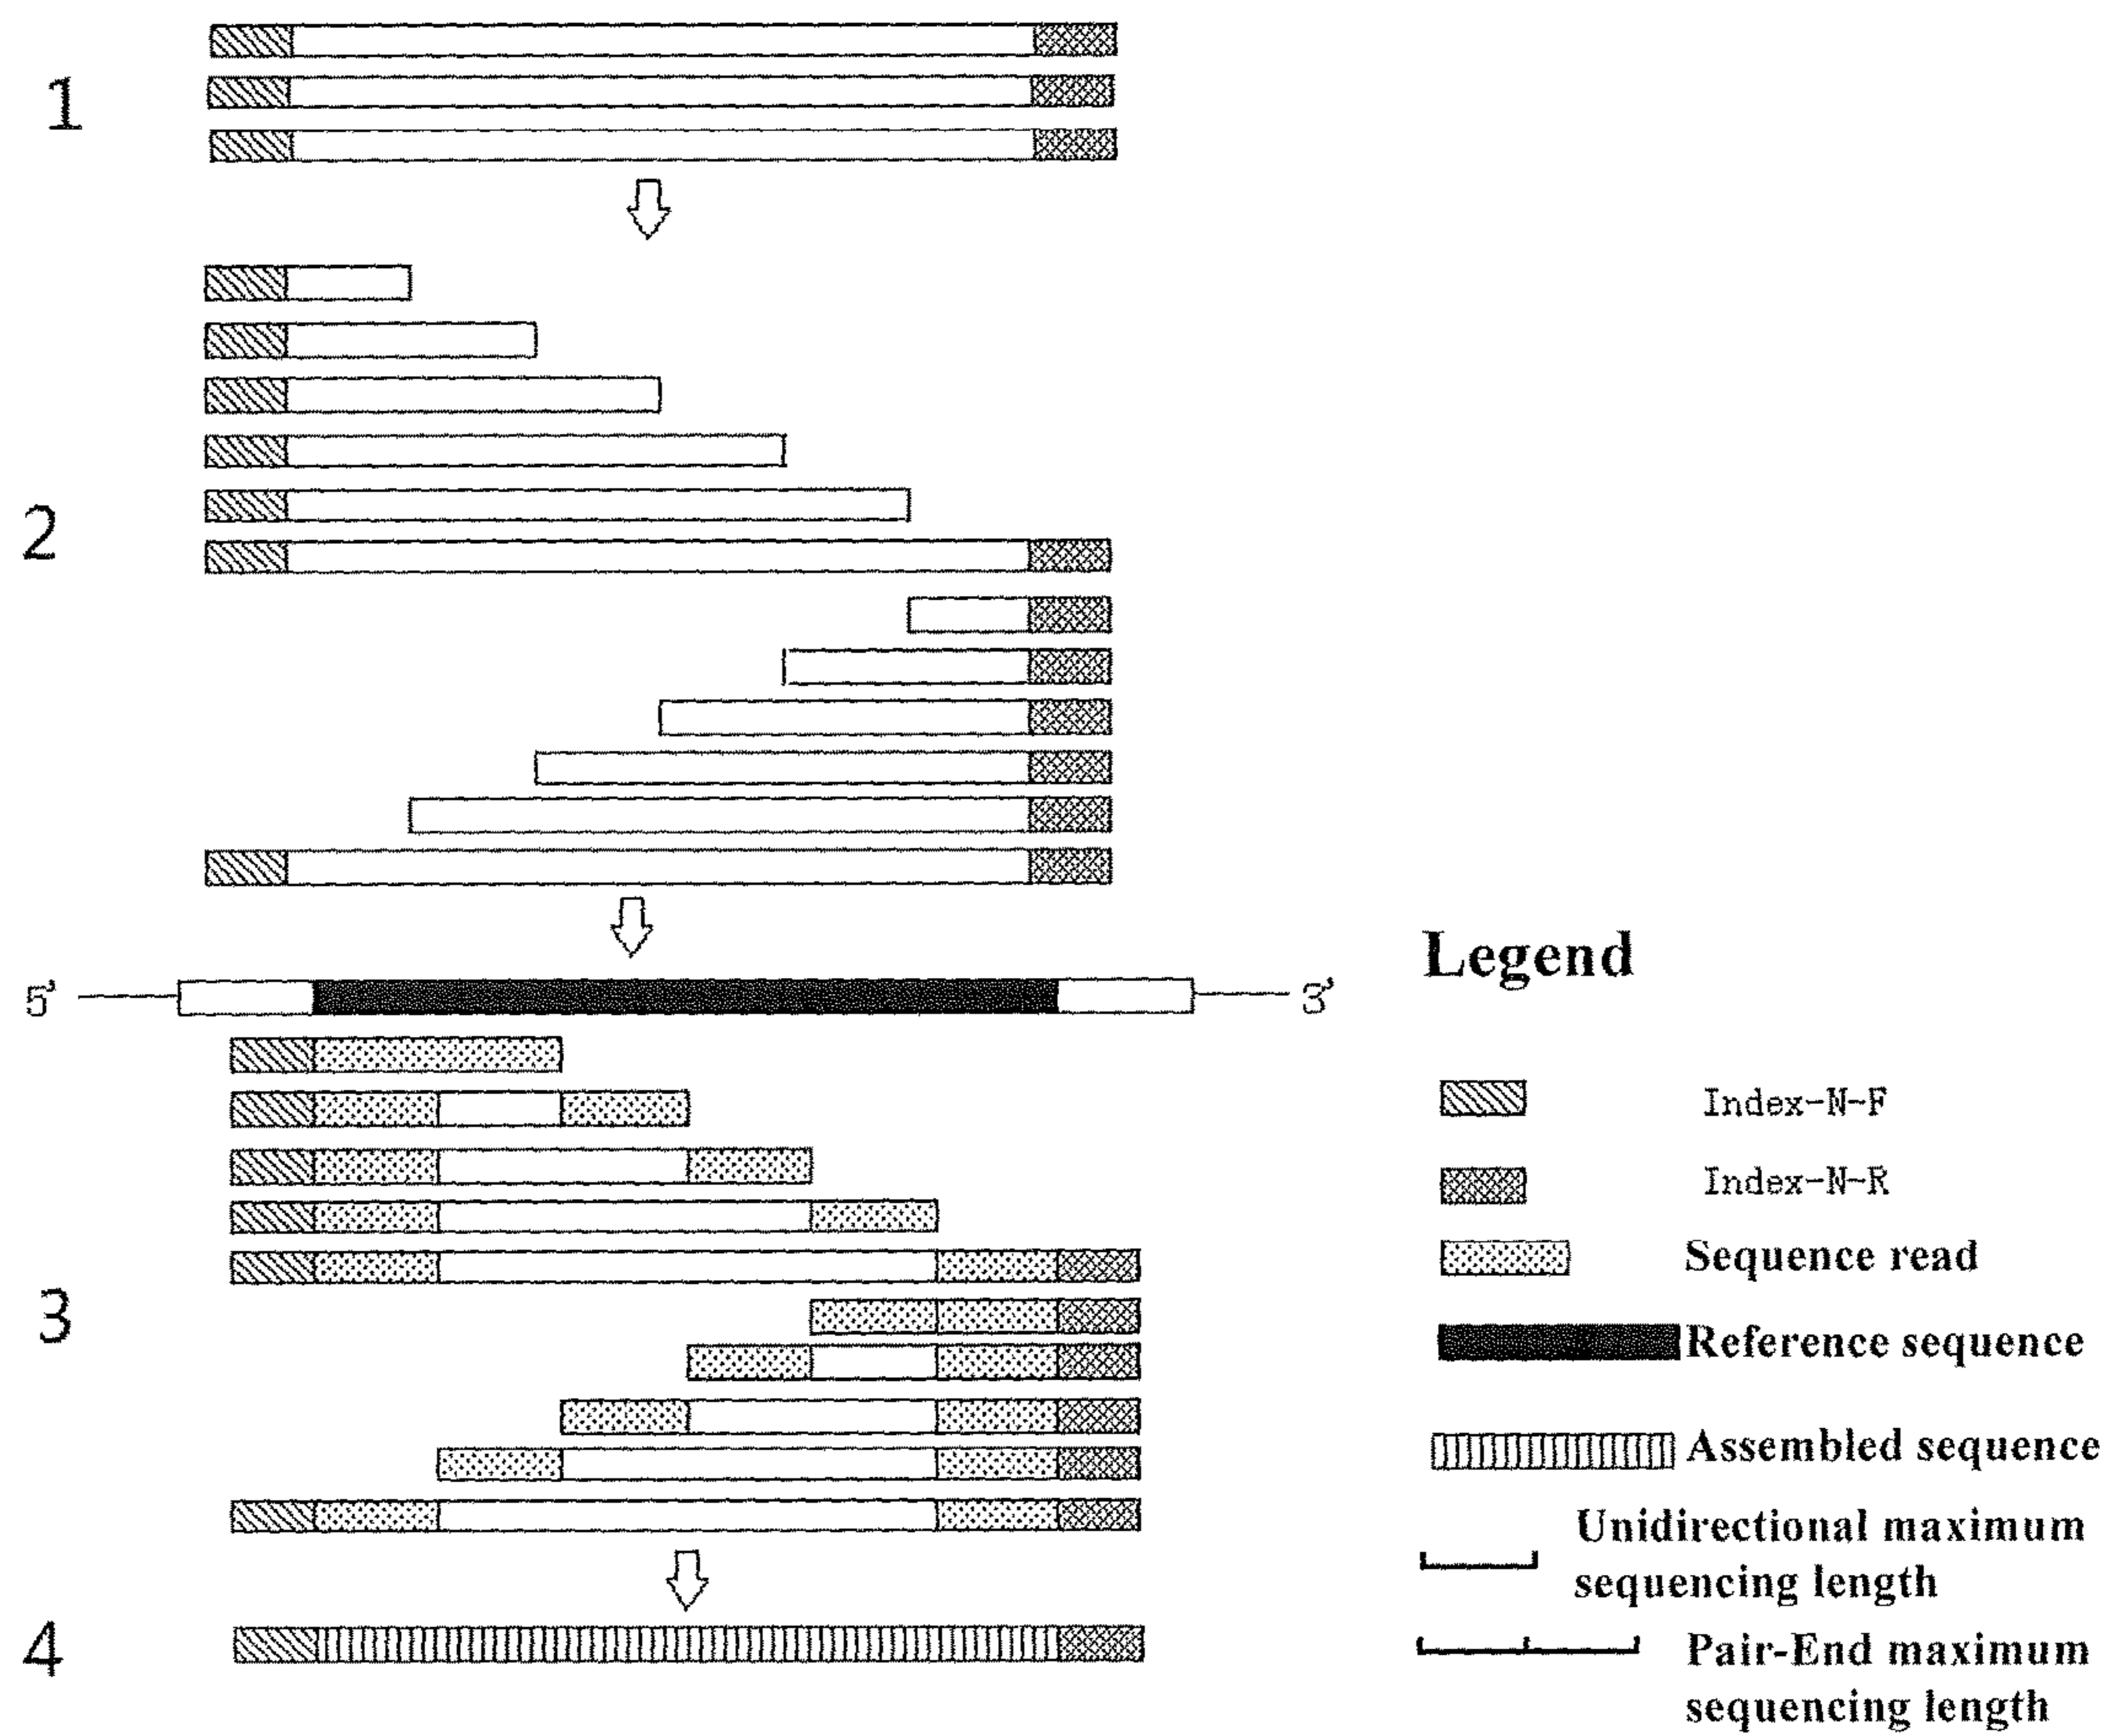 1
2
5’
3’
3
4
Legend
Index-N-F
Index-N-R
Sequence read
Reference sequence
Assembled sequence
Unidirectional maximum
sequencing length
Pair-End maximum
sequencing length